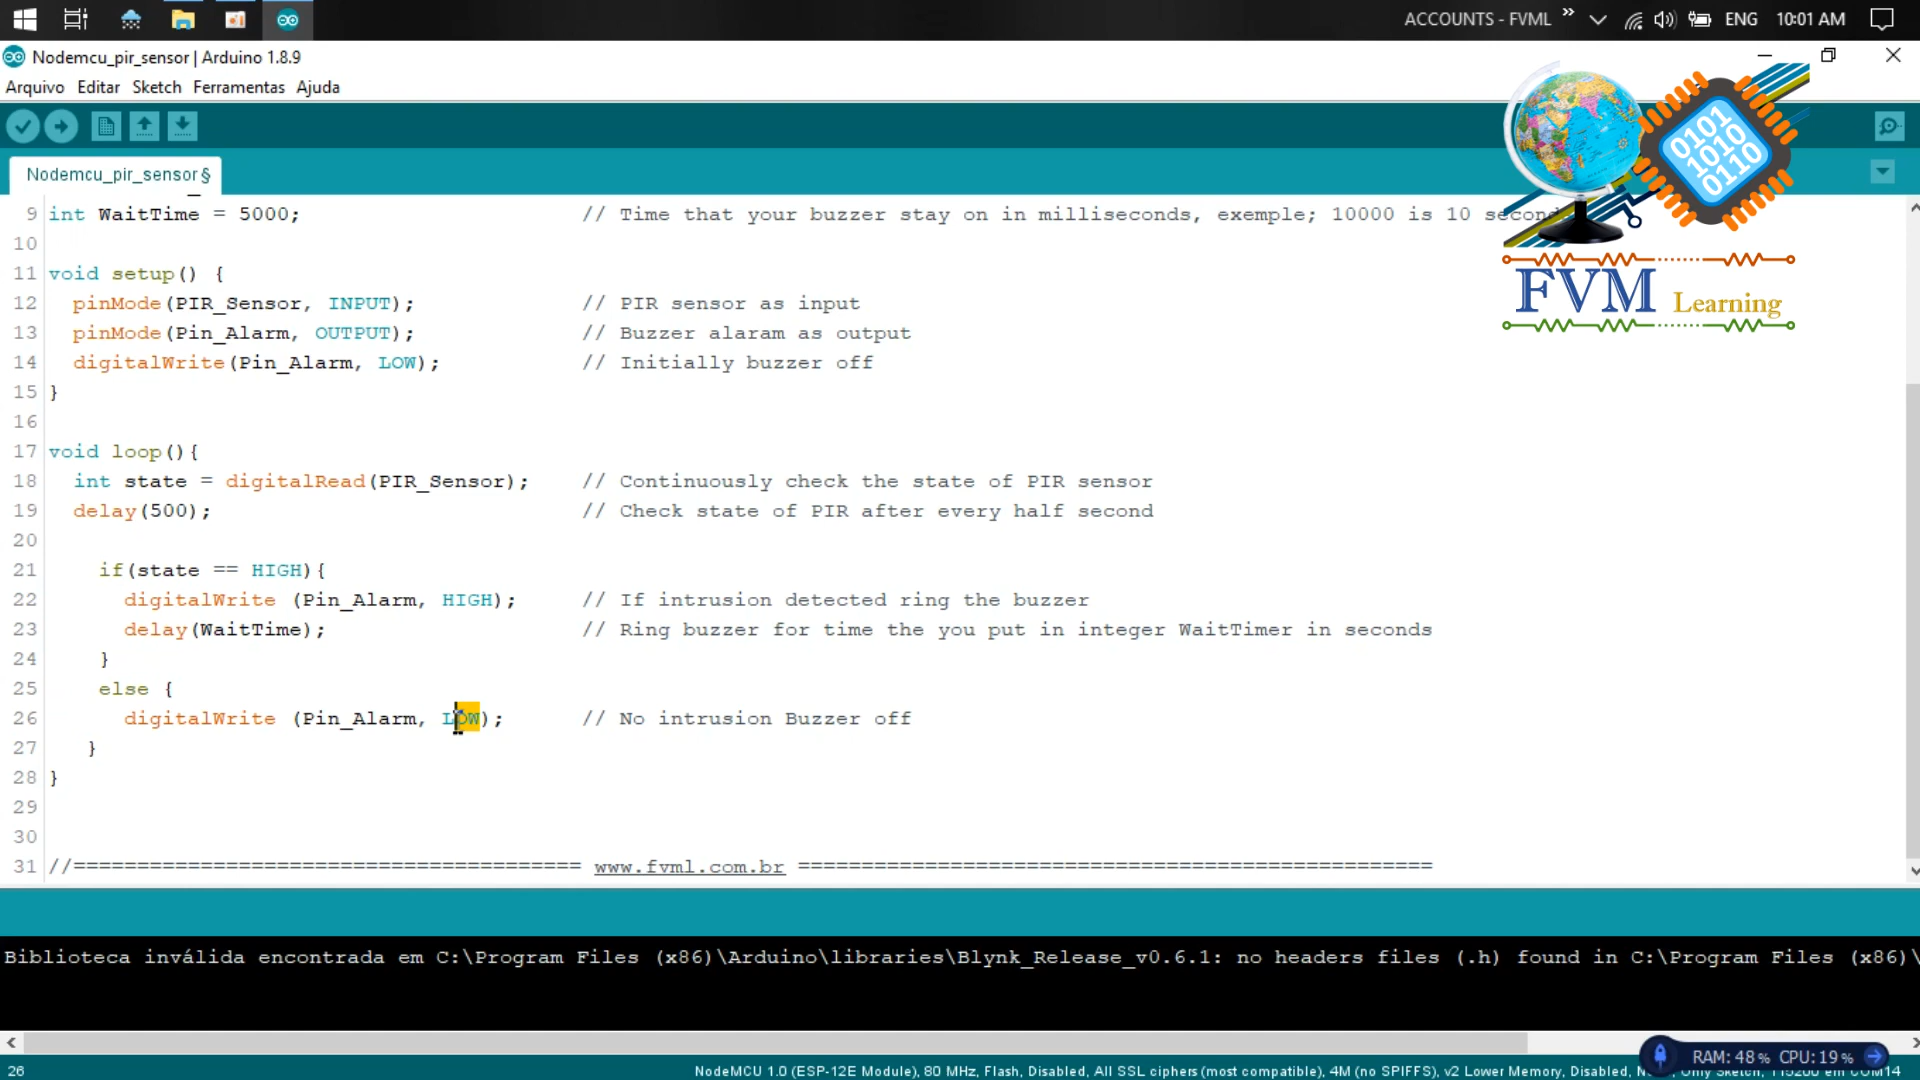 ACCOUNTS - FVML » ENG 10:01 AM
Nodemcu_pir_sensor | Arduino 1.8.9
Arquivo Editar Sketch Ferramentas Ajuda
Nodemcu_pir_sensor §
9 int WaitTime = 5000; // Time that your buzzer stay on in milliseconds, exemple; 10000 is 10 second
10
11 void setup() {
12 pinMode(PIR_Sensor, INPUT); // PIR sensor as input
13 pinMode(Pin_Alarm, OUTPUT); // Buzzer alaram as output
14 digitalWrite(Pin_Alarm, LOW); // Initially buzzer off
15 }
16
17 void loop(){
18 int state = digitalRead(PIR_Sensor); // Continuously check the state of PIR sensor
19 delay(500); // Check state of PIR after every half second
20
21 if(state == HIGH){
22 digitalWrite (Pin_Alarm, HIGH); // If intrusion detected ring the buzzer
23 delay(WaitTime); // Ring buzzer for time the you put in integer WaitTimer in seconds
24 }
25 else {
26 digitalWrite (Pin_Alarm, LOW); // No intrusion Buzzer off
27 }
28 }
29
30
31 //======================================== www.fvml.com.br ==================================================
0101
1010
0110
FVM Learning
Biblioteca inválida encontrada em C:\Program Files (x86)\Arduino\libraries\Blynk_Release_v0.6.1: no headers files (.h) found in C:\Program Files (x86)\
RAM: 48% CPU: 19%
26 NodeMCU 1.0 (ESP-12E Module), 80 MHz, Flash, Disabled, All SSL ciphers (most compatible), 4M (no SPIFFS), v2 Lower Memory, Disabled, Only Sketch, 115200 em COM14